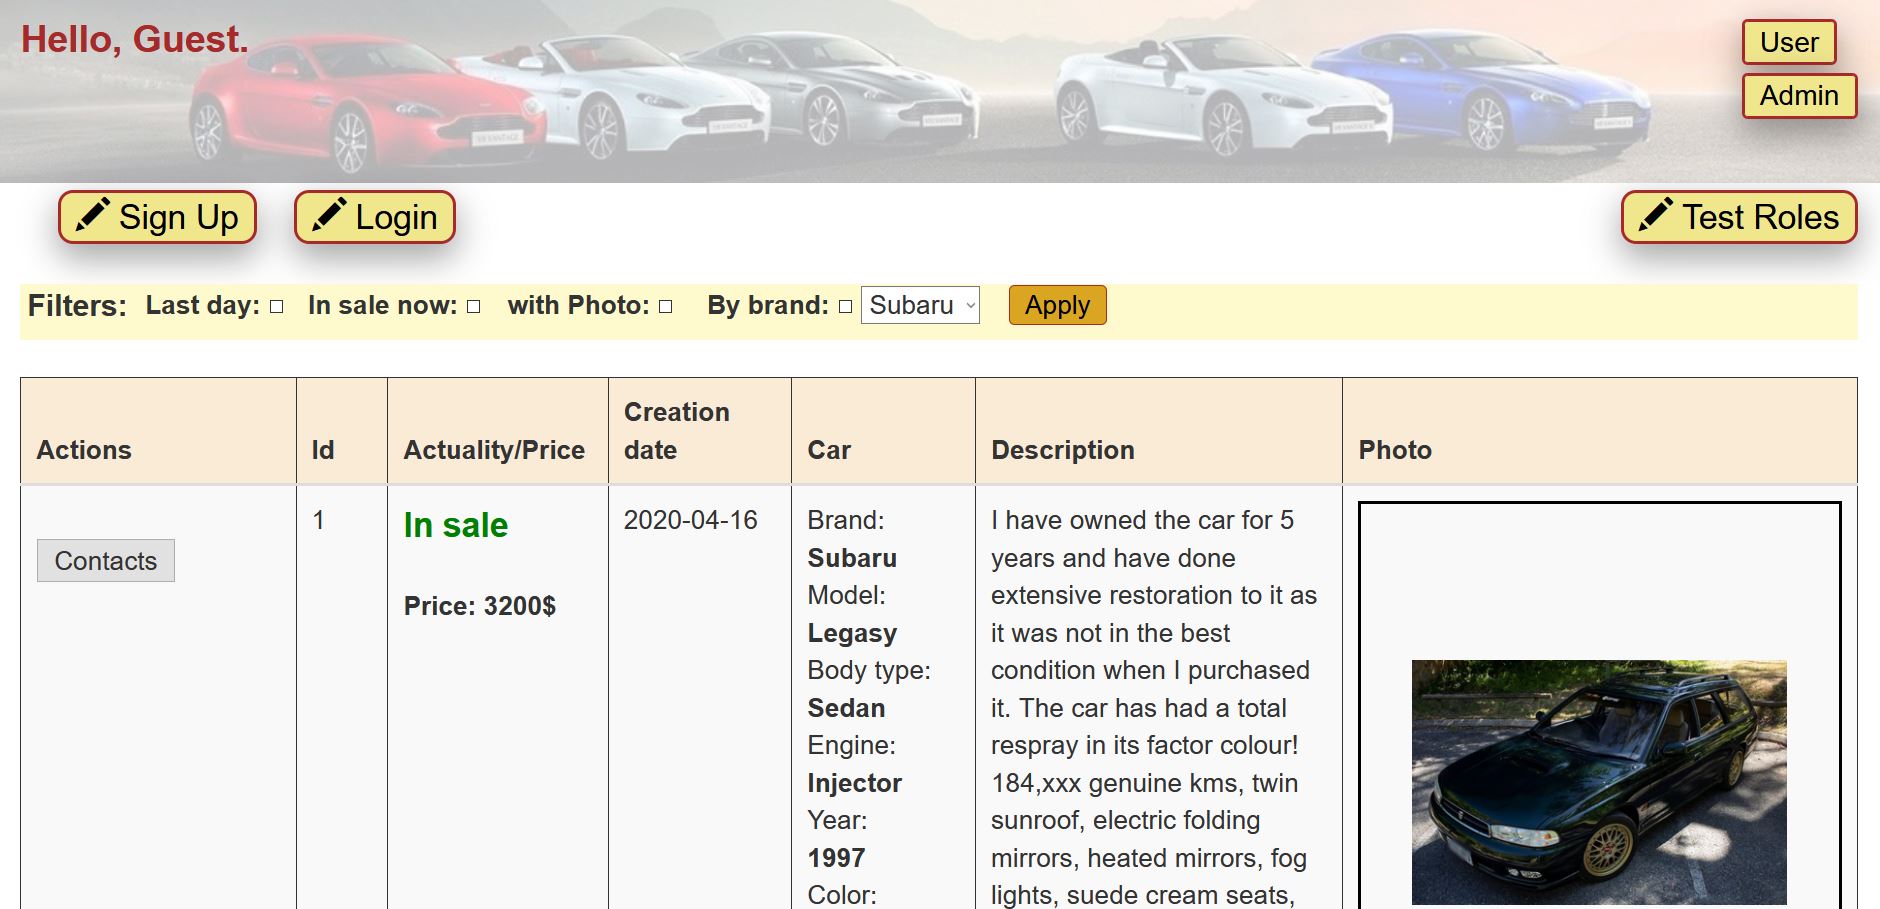 Hello, Guest.
User
Admin
Sign Up
Login
Test Roles
Filters: Last day: In sale now: with Photo: By brand: Subaru Apply
Actions
Id
Actuality/Price
Creation
date
Car
Description
Photo
Contacts
1
In sale
Price: 3200$
2020-04-16
Brand:
Subaru
Model:
Legasy
Body type:
Sedan
Engine:
Injector
Year:
1997
Color:
I have owned the car for 5
years and have done
extensive restoration to it as
it was not in the best
condition when I purchased
it. The car has had a total
respray in its factor colour!
184,xxx genuine kms, twin
sunroof, electric folding
mirrors, heated mirrors, fog
lights, suede cream seats,